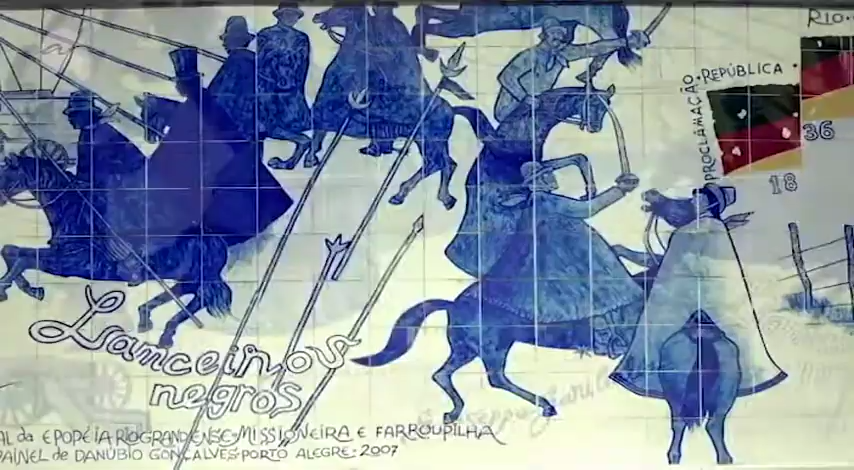 RIO
PROCLAMAÇÃO • REPÚBLICA •
36
18
Lanceiros
negros
AL da EPOPÉIA RIOGRANDENSE MISSIONEIRA E FARROUPILHA
PAINEL de DANÚBIO GONÇALVES PORTO ALEGRE 2007